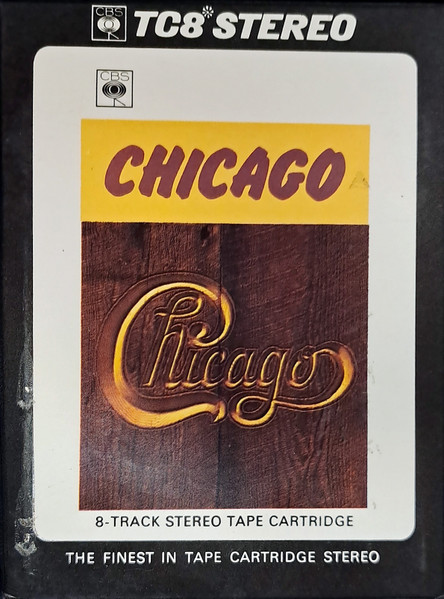 CBS TC8* STEREO
CBS
CHICAGO
Chicago
8-TRACK STEREO TAPE CARTRIDGE
THE FINEST IN TAPE CARTRIDGE STEREO